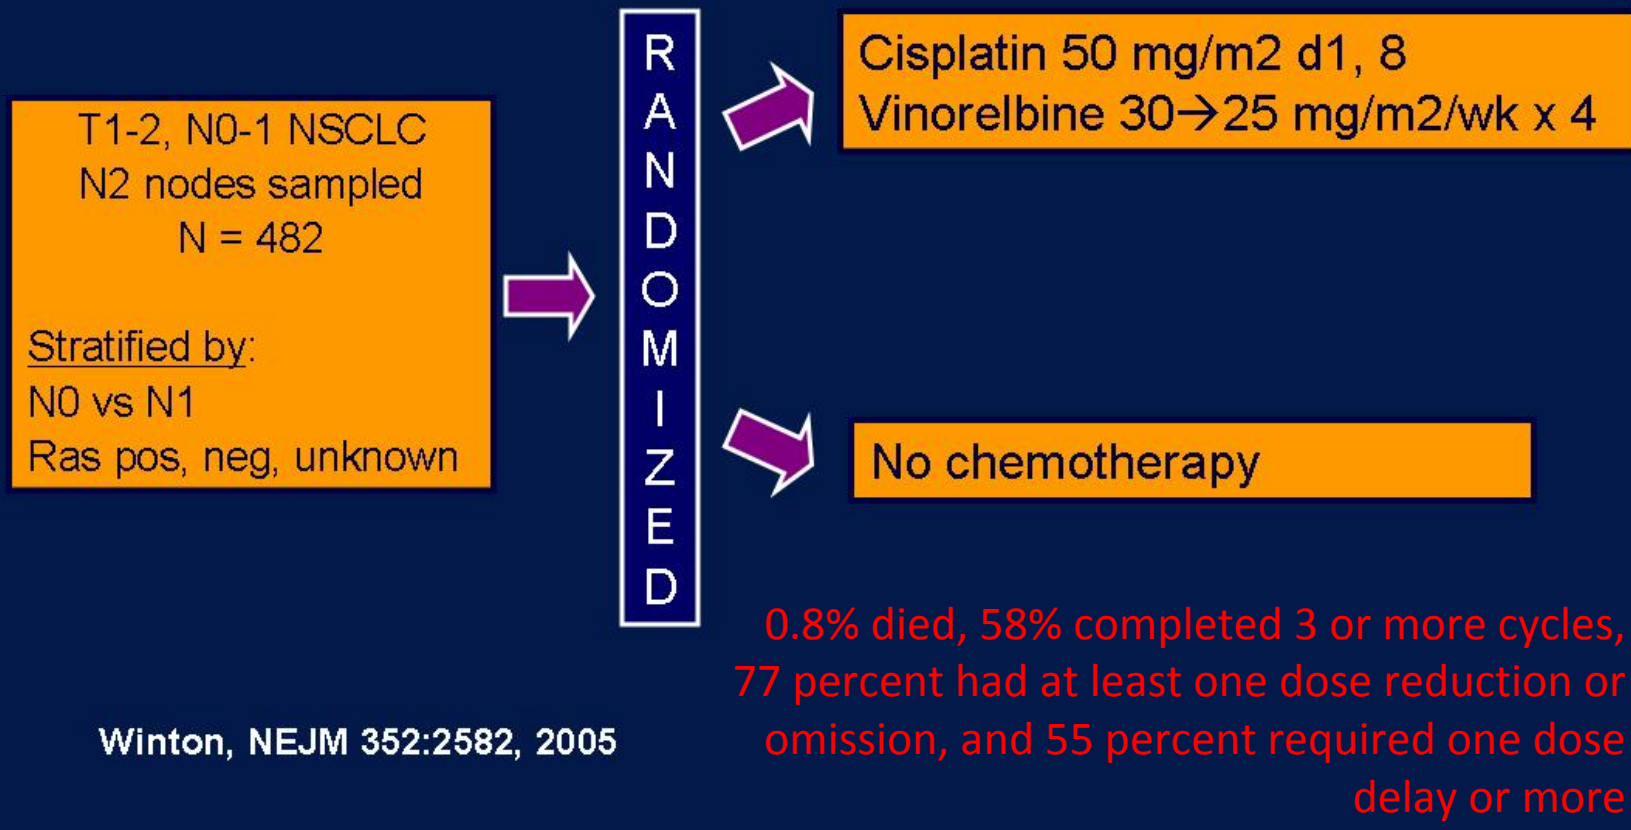 T1-2, N0-1 NSCLC
N2 nodes sampled
N = 482
Stratified by:
N0 vs N1
Ras pos, neg, unknown
RANDOMIZED
Cisplatin 50 mg/m2 d1, 8
Vinorelbine 30→25 mg/m2/wk x 4
No chemotherapy
0.8% died, 58% completed 3 or more cycles,
77 percent had at least one dose reduction or
omission, and 55 percent required one dose
delay or more
Winton, NEJM 352:2582, 2005